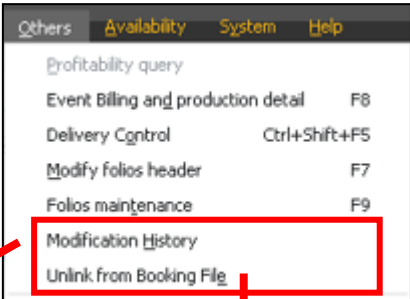 Others Availability System Help
Profitability query
Event Billing and production detail F8
Delivery Control Ctrl+Shift+F5
Modify folios header F7
Folios maintenance F9
Modification History
Unlink from Booking File